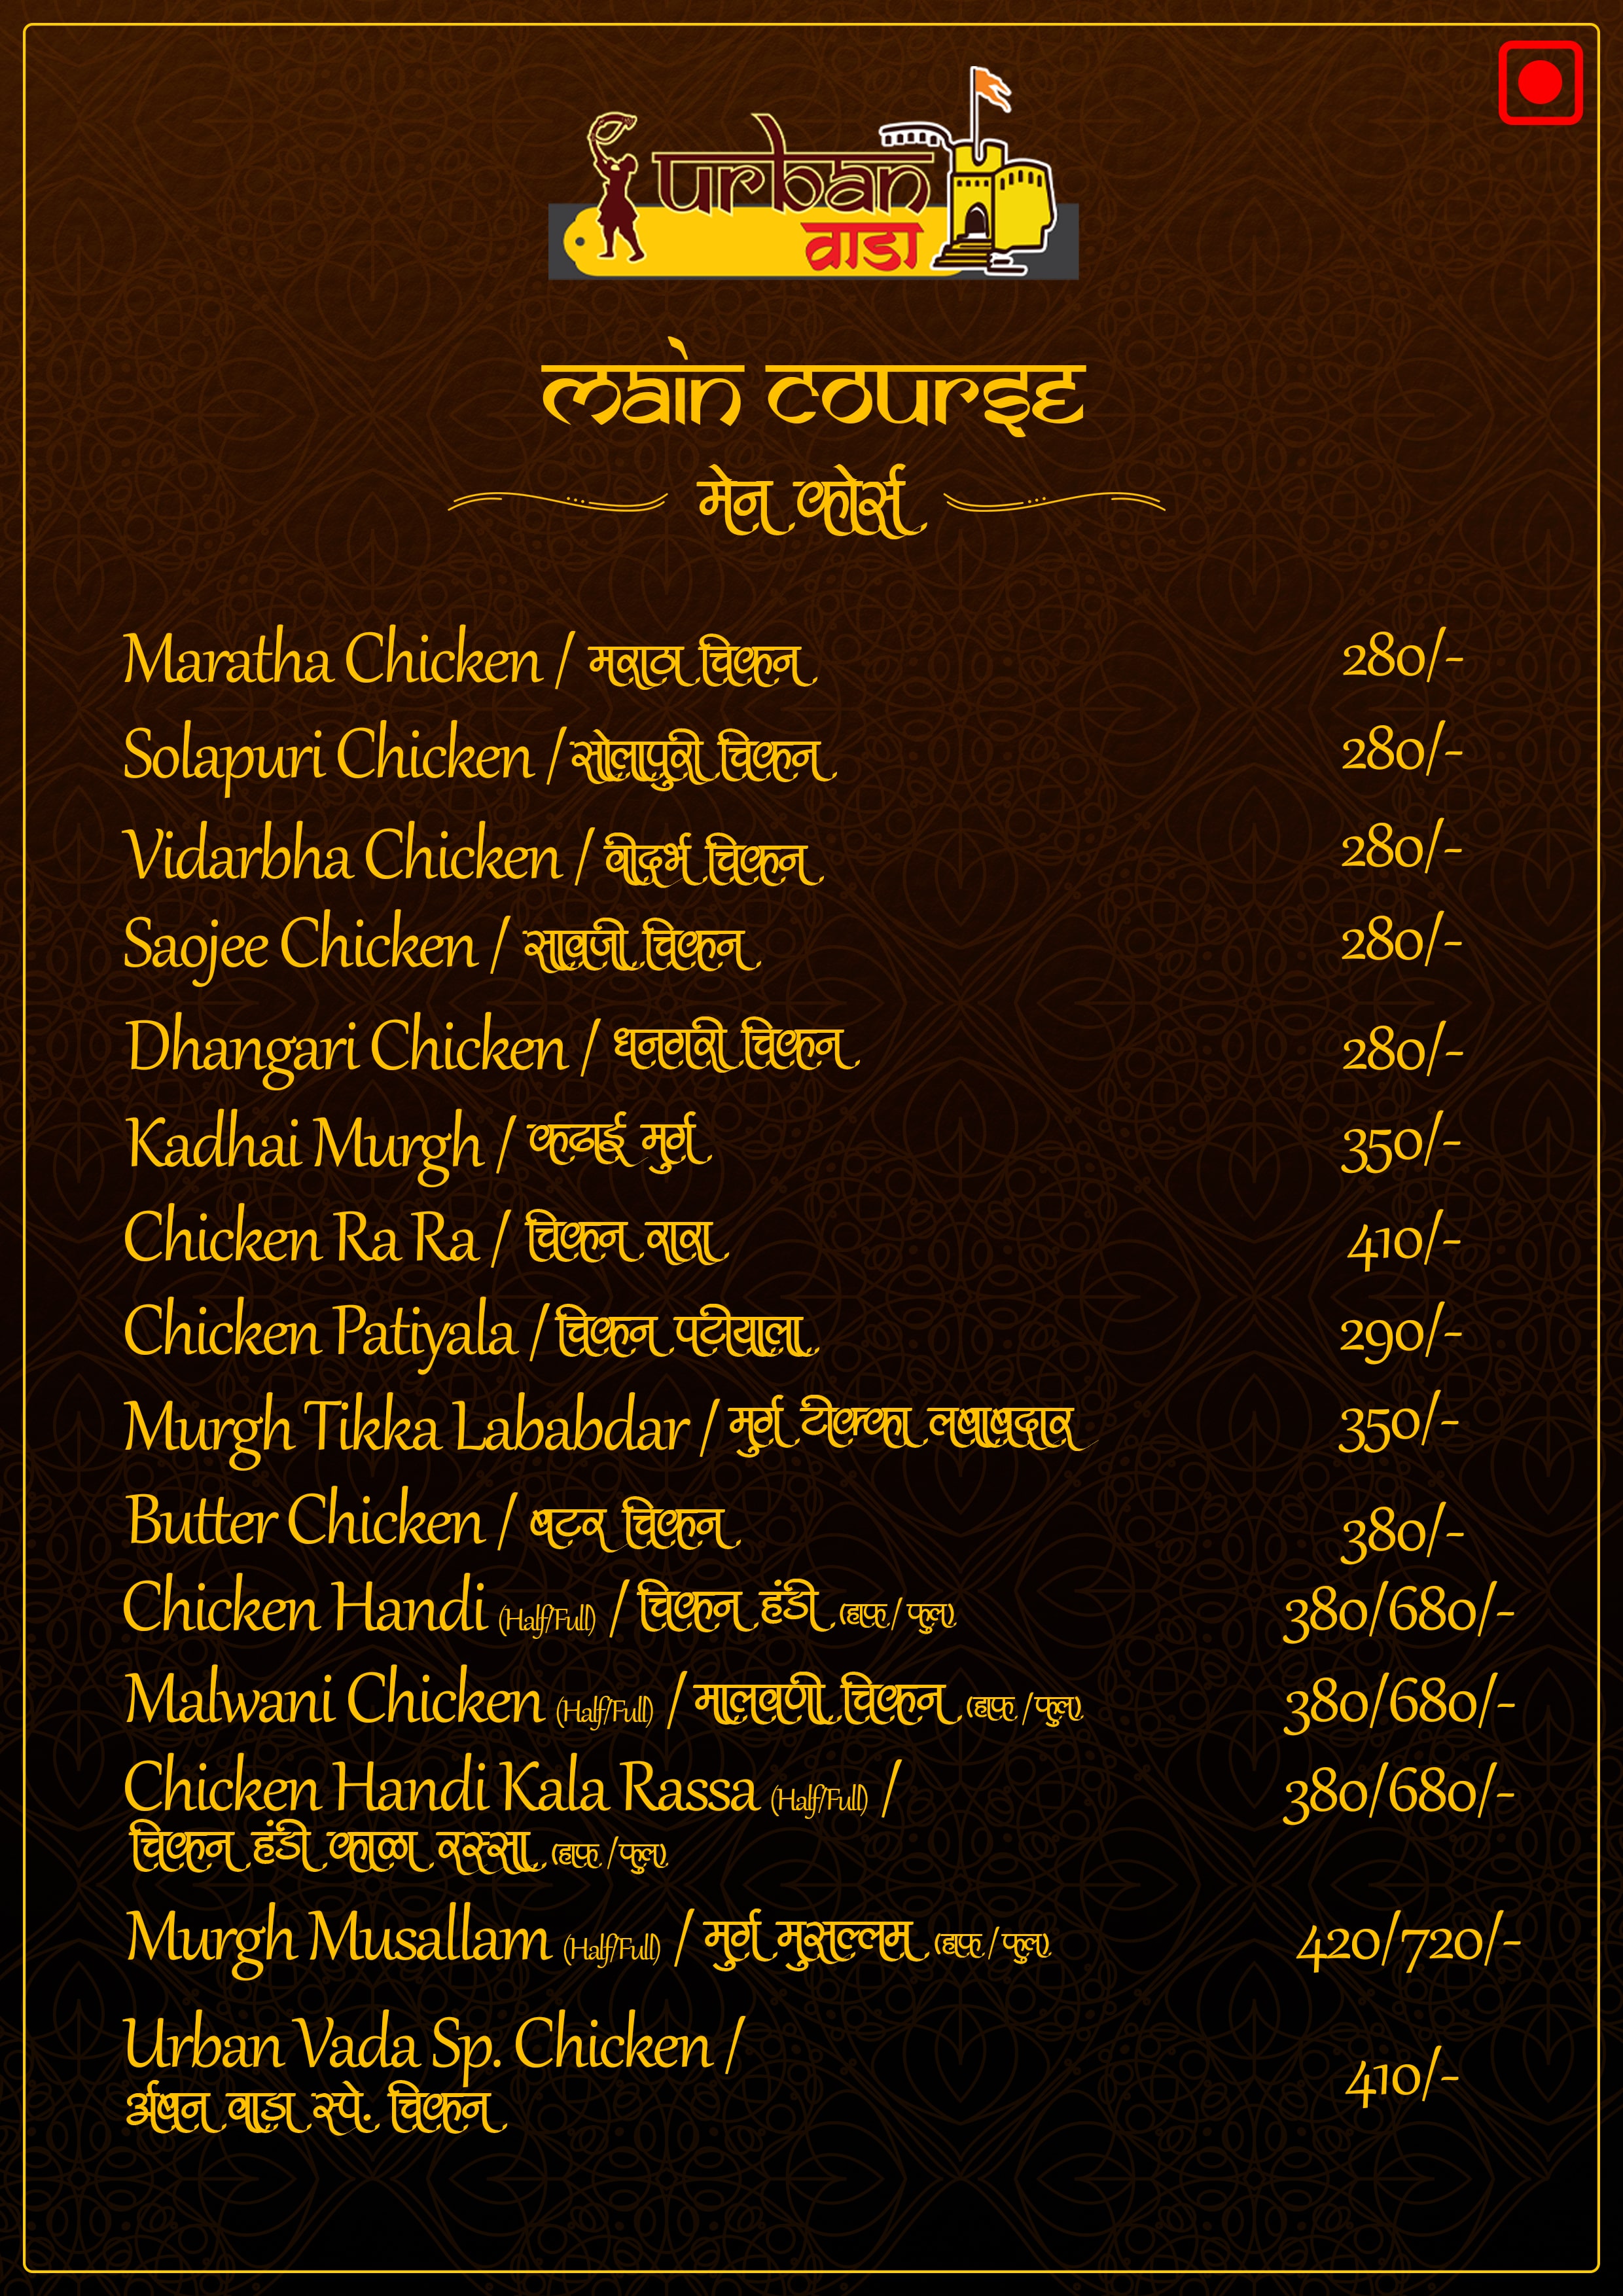 urban
वाडा
Main Course
मेन कोर्स
Maratha Chicken / मराठा चिकन 280/-
Solapuri Chicken / सोलापुरी चिकन 280/-
Vidarbha Chicken / वीदर्भ चिकन 280/-
Saojee Chicken / सावजी चिकन 280/-
Dhangari Chicken / धनगरी चिकन 280/-
Kadhai Murgh / कढाई मुर्ग 350/-
Chicken Ra Ra / चिकन रारा 410/-
Chicken Patiyala / चिकन पटीयाला 290/-
Murgh Tikka Lababdar / मुर्ग टीक्का लबाबदार 350/-
Butter Chicken / बटर चिकन 380/-
Chicken Handi (Half/Full) / चिकन हंडी (हाफ / फुल) 380/680/-
Malwani Chicken (Half/Full) / मालवणी चिकन (हाफ / फुल) 380/680/-
Chicken Handi Kala Rassa (Half/Full) / 380/680/-
चिकन हंडी काळा रस्सा (हाफ / फुल)
Murgh Musallam (Half/Full) / मुर्ग मुसल्लम (हाफ / फुल) 420/720/-
Urban Vada Sp. Chicken / 410/-
र्अबन वाडा स्पे. चिकन